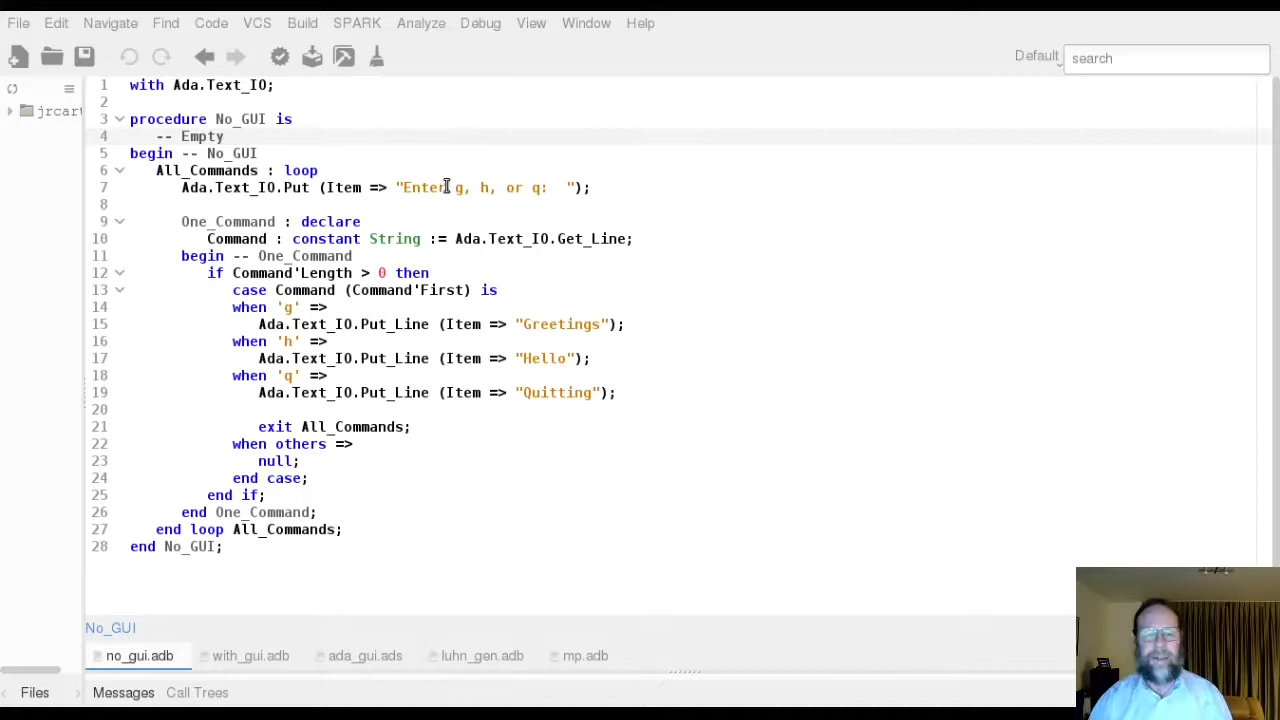 File Edit Navigate Find Code VCS Build SPARK Analyze Debug View Window Help
Default search
jrcart
1 with Ada.Text_IO;
2
3 procedure No_GUI is
4 -- Empty
5 begin -- No_GUI
6 All_Commands : loop
7 Ada.Text_IO.Put (Item => "Enter g, h, or q:  ");
8
9 One_Command : declare
10 Command : constant String := Ada.Text_IO.Get_Line;
11 begin -- One_Command
12 if Command'Length > 0 then
13 case Command (Command'First) is
14 when 'g' =>
15 Ada.Text_IO.Put_Line (Item => "Greetings");
16 when 'h' =>
17 Ada.Text_IO.Put_Line (Item => "Hello");
18 when 'q' =>
19 Ada.Text_IO.Put_Line (Item => "Quitting");
20
21 exit All_Commands;
22 when others =>
23 null;
24 end case;
25 end if;
26 end One_Command;
27 end loop All_Commands;
28 end No_GUI;
No_GUI
no_gui.adb with_gui.adb ada_gui.ads luhn_gen.adb mp.adb
Files Messages Call Trees